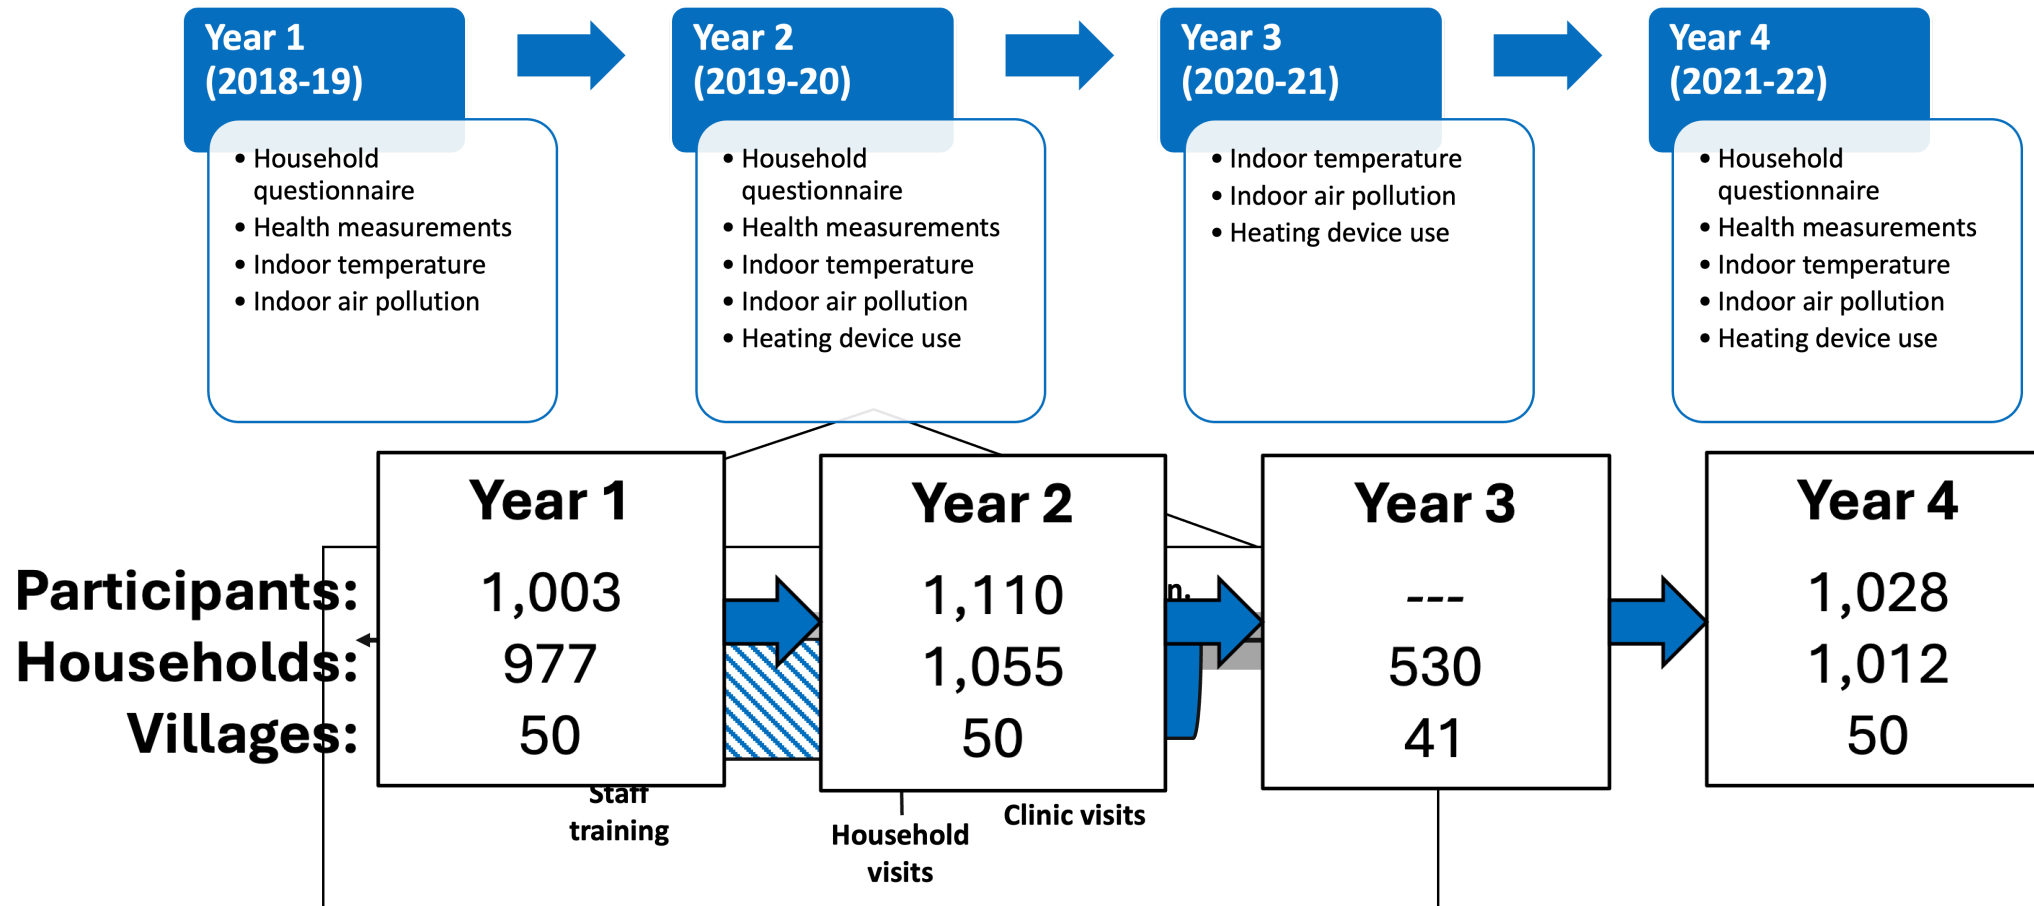 Year 1
(2018-19)
• Household
questionnaire
• Health measurements
• Indoor temperature
• Indoor air pollution
Year 2
(2019-20)
• Household
questionnaire
• Health measurements
• Indoor temperature
• Indoor air pollution
• Heating device use
Year 3
(2020-21)
• Indoor temperature
• Indoor air pollution
• Heating device use
Year 4
(2021-22)
• Household
questionnaire
• Health measurements
• Indoor temperature
• Indoor air pollution
• Heating device use
Year 1 Year 2 Year 3 Year 4
Participants: 1,003 1,110 --- 1,028
Households: 977 1,055 530 1,012
Villages: 50 50 41 50
Staff
training
Household
visits
Clinic visits